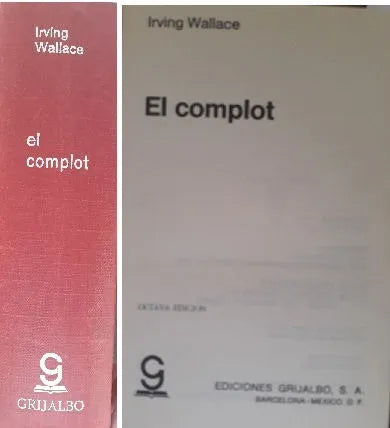 Irving
Wallace
el
complot
GRIJALBO
Irving Wallace
El complot
OCTAVA EDICION
EDICIONES GRIJALBO, S. A.
BARCELONA - MEXICO D. F.